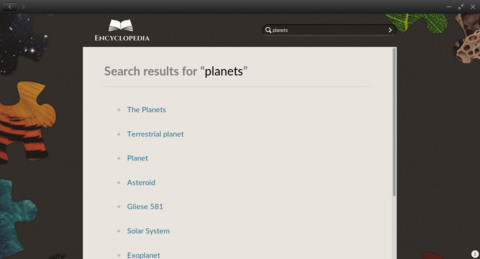 ENCYCLOPEDIA
planets
Search results for “planets”
The Planets
Terrestrial planet
Planet
Asteroid
Gliese 581
Solar System
Exoplanet